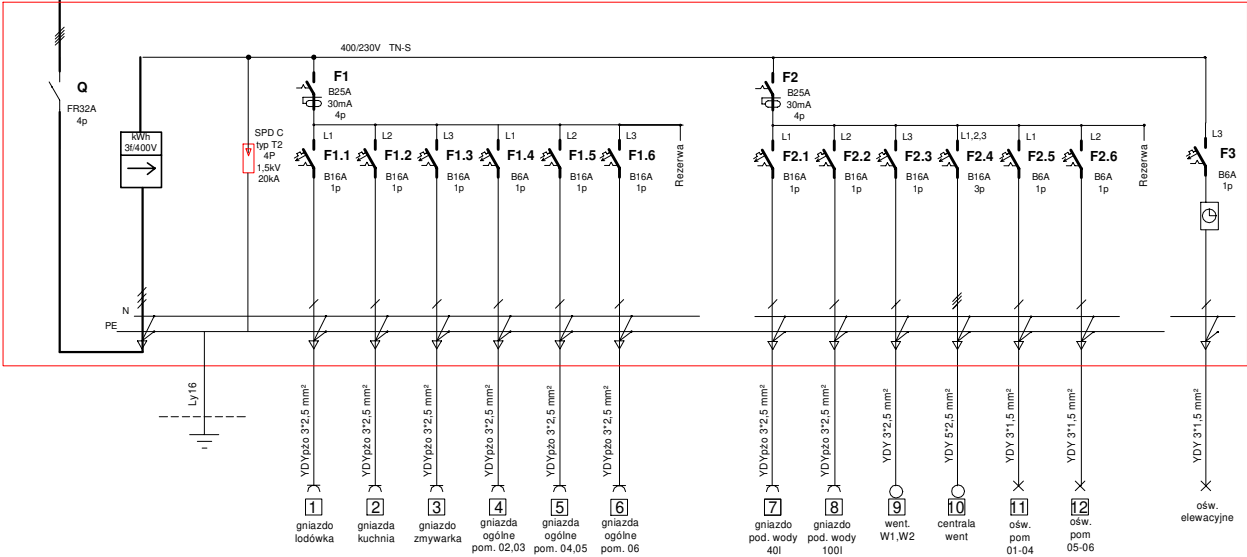 400/230V TN-S
Q
FR32A
4p
kWh
3f/400V
SPD C
typ T2
4P
1,5kV
20kA
F1
B25A
30mA
4p
L1
F1.1
B16A
1p
L2
F1.2
B16A
1p
L3
F1.3
B16A
1p
L1
F1.4
B6A
1p
L2
F1.5
B16A
1p
L3
F1.6
B16A
1p
Rezerwa
F2
B25A
30mA
4p
L1
F2.1
B16A
1p
L2
F2.2
B16A
1p
L3
F2.3
B16A
1p
L1,2,3
F2.4
B16A
3p
L1
F2.5
B6A
1p
L2
F2.6
B6A
1p
Rezerwa
L3
F3
B6A
1p
N
PE
Ly16
YDYpżo 3*2,5 mm²
YDYpżo 3*2,5 mm²
YDYpżo 3*2,5 mm²
YDYpżo 3*2,5 mm²
YDYpżo 3*2,5 mm²
YDYpżo 3*2,5 mm²
YDYpżo 3*2,5 mm²
YDYpżo 3*2,5 mm²
YDY 3*2,5 mm²
YDY 5*2,5 mm²
YDY 3*1,5 mm²
YDY 3*1,5 mm²
YDY 3*1,5 mm²
1
gniazdo
lodówka
2
gniazda
kuchnia
3
gniazdo
zmywarka
4
gniazda
ogólne
pom. 02,03
5
gniazda
ogólne
pom. 04,05
6
gniazda
ogólne
pom. 06
7
gniazdo
pod. wody
40l
8
gniazdo
pod. wody
100l
9
went.
W1,W2
10
centrala
went
11
ośw.
pom
01-04
12
ośw.
pom
05-06
ośw.
elewacyjne